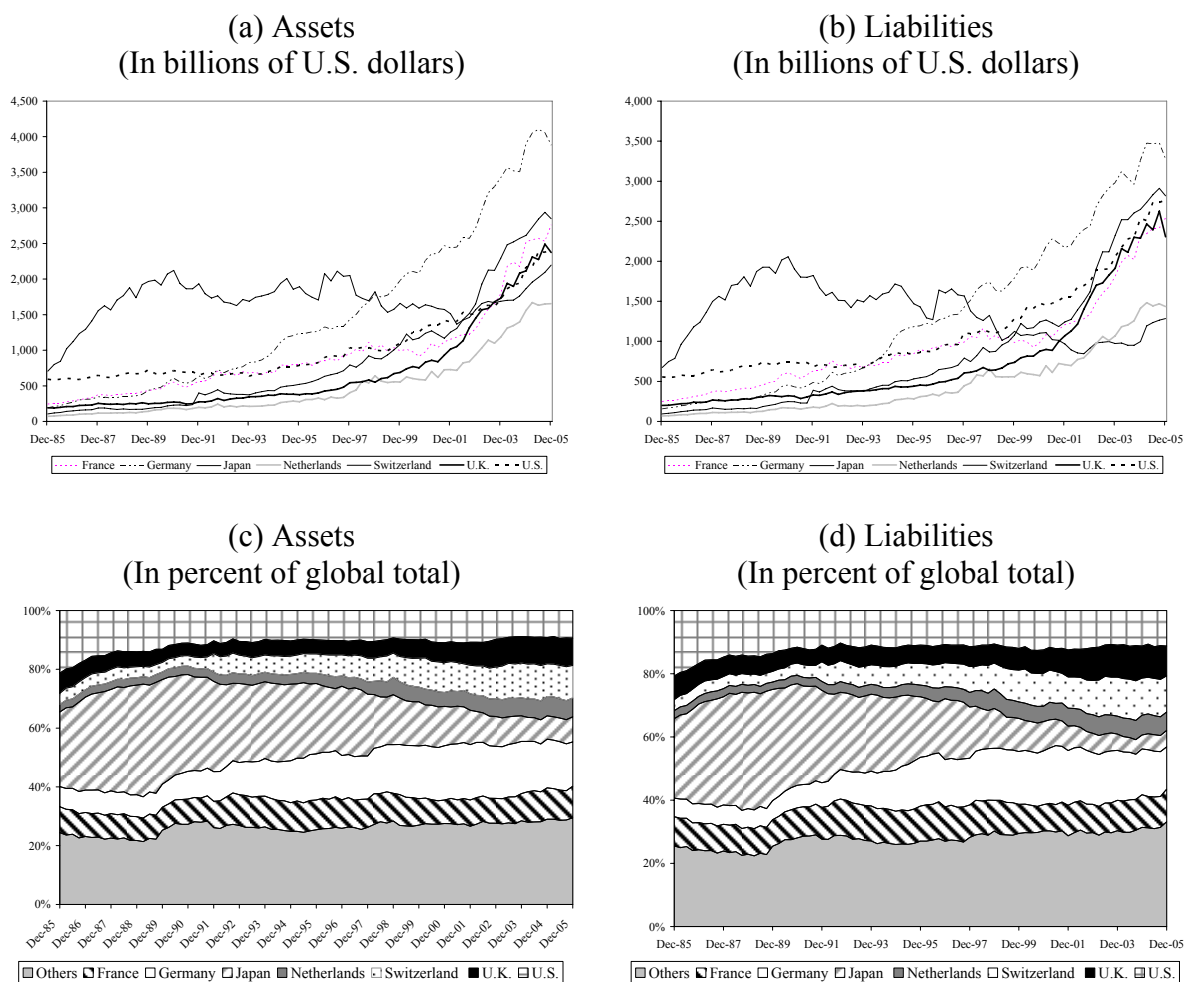 (a) Assets
(In billions of U.S. dollars)
4,500
4,000
3,500
3,000
2,500
2,000
1,500
1,000
500
0
Dec-85 Dec-87 Dec-89 Dec-91 Dec-93 Dec-95 Dec-97 Dec-99 Dec-01 Dec-03 Dec-05
France Germany Japan Netherlands Switzerland U.K. U.S.
(b) Liabilities
(In billions of U.S. dollars)
4,000
3,500
3,000
2,500
2,000
1,500
1,000
500
0
Dec-85 Dec-87 Dec-89 Dec-91 Dec-93 Dec-95 Dec-97 Dec-99 Dec-01 Dec-03 Dec-05
France Germany Japan Netherlands Switzerland U.K. U.S.
(c) Assets
(In percent of global total)
100%
80%
60%
40%
20%
0%
Dec-85 Dec-86 Dec-87 Dec-88 Dec-89 Dec-90 Dec-91 Dec-92 Dec-93 Dec-94 Dec-95 Dec-96 Dec-97 Dec-98 Dec-99 Dec-00 Dec-01 Dec-02 Dec-03 Dec-04 Dec-05
Others France Germany Japan Netherlands Switzerland U.K. U.S.
(d) Liabilities
(In percent of global total)
100%
80%
60%
40%
20%
0%
Dec-85 Dec-87 Dec-89 Dec-91 Dec-93 Dec-95 Dec-97 Dec-99 Dec-01 Dec-03 Dec-05
Others France Germany Japan Netherlands Switzerland U.K. U.S.